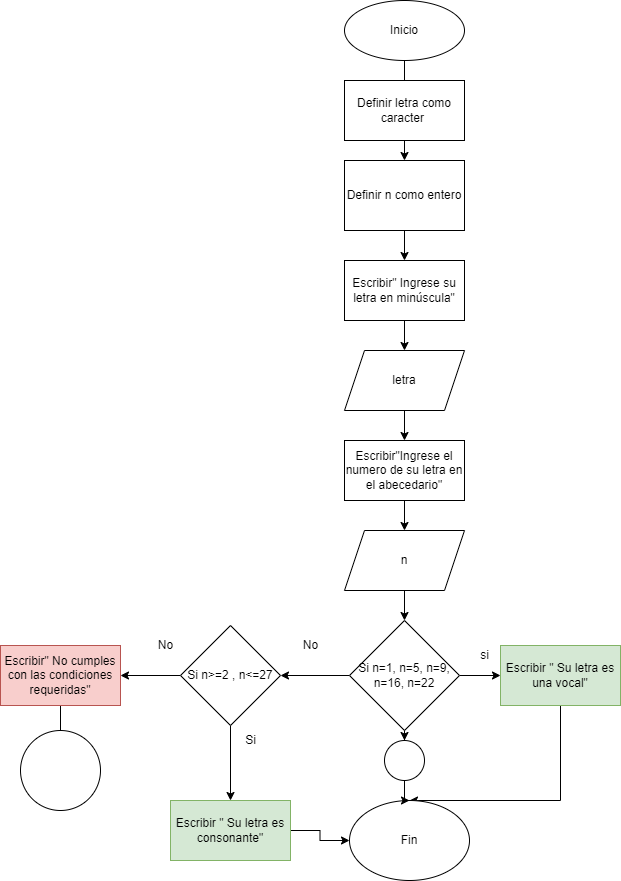 Inicio
Definir letra como
caracter
Definir n como entero
Escribir" Ingrese su
letra en minúscula"
letra
Escribir"Ingrese el
numero de su letra en
el abecedario"
n
No
No
si
Escribir" No cumples
con las condiciones
requeridas"
Si n>=2 , n<=27
Si n=1, n=5, n=9,
n=16, n=22
Escribir " Su letra es
una vocal"
Si
Escribir " Su letra es
consonante"
Fin